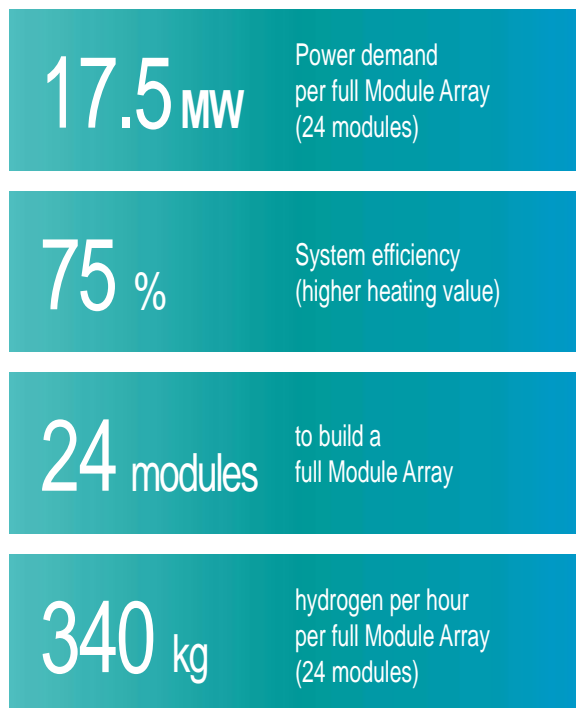 17.5 MW
Power demand
per full Module Array
(24 modules)
75 %
System efficiency
(higher heating value)
24 modules
to build a
full Module Array
340 kg
hydrogen per hour
per full Module Array
(24 modules)